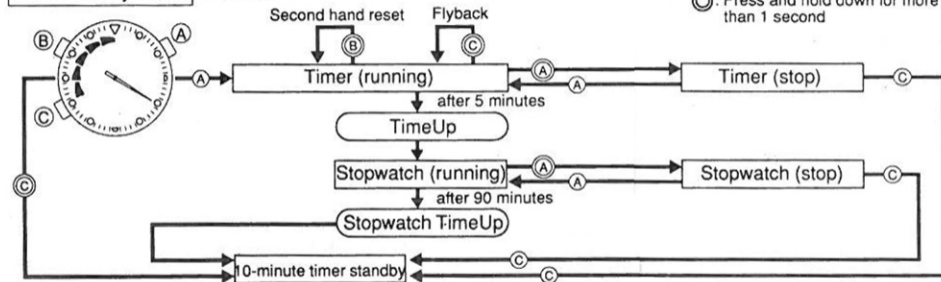 : Press and hold down for more
than 1 second
Second hand reset
Flyback
B
A
B
C
A
Timer (running)
A
A
Timer (stop)
C
C
after 5 minutes
TimeUp
C
Stopwatch (running)
A
A
Stopwatch (stop)
C
after 90 minutes
Stopwatch TimeUp
C
10-minute timer standby
C